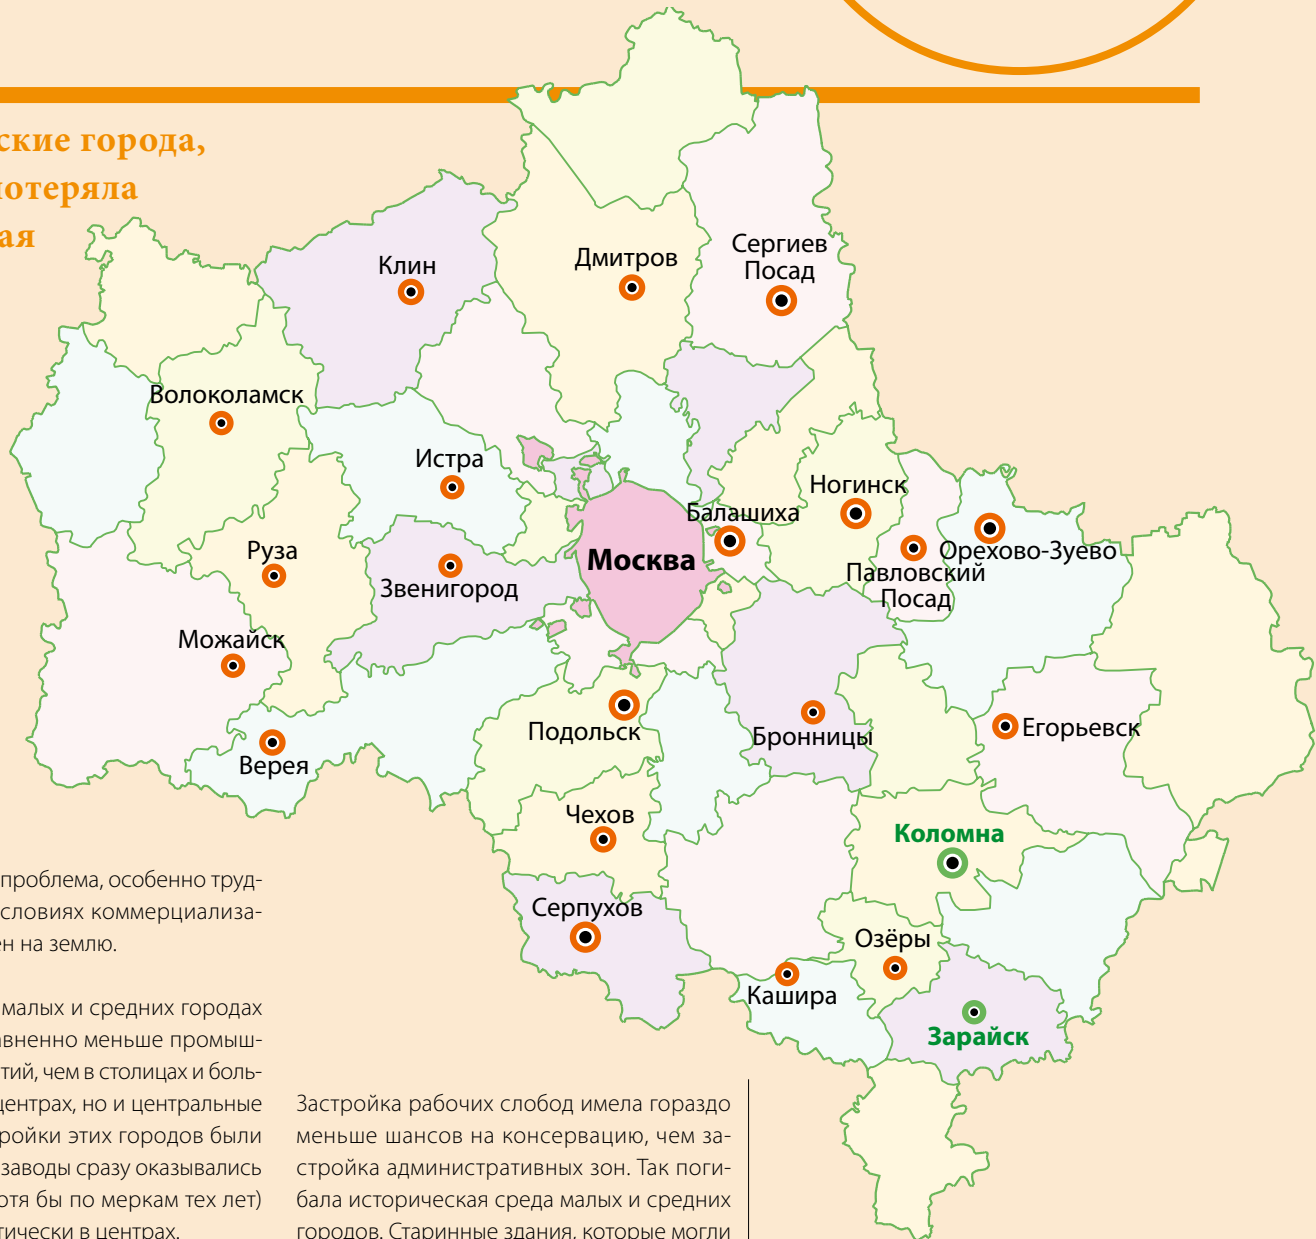 ские города,
потеряла
ая
Сергиев
Посад
Дмитров
Клин
Волоколамск
Истра
Ногинск
Балашиха
Орехово-Зуево
Павловский
Посад
Руза
Москва
Звенигород
Можайск
Подольск
Бронницы
Егорьевск
Верея
Чехов
Коломна
Серпухов
Озёры
Кашира
Зарайск
проблема, особенно труд-
словиях коммерциализа-
ен на землю.
малых и средних городах
авненно меньше промыш-
тий, чем в столицах и боль-
центрах, но и центральные
ройки этих городов были
заводы сразу оказывались
отя бы по меркам тех лет)
тически в центрах.
Застройка рабочих слобод имела гораздо
меньше шансов на консервацию, чем за-
стройка административных зон. Так поги-
бала историческая среда малых и средних
городов. Старинные здания, которые могли